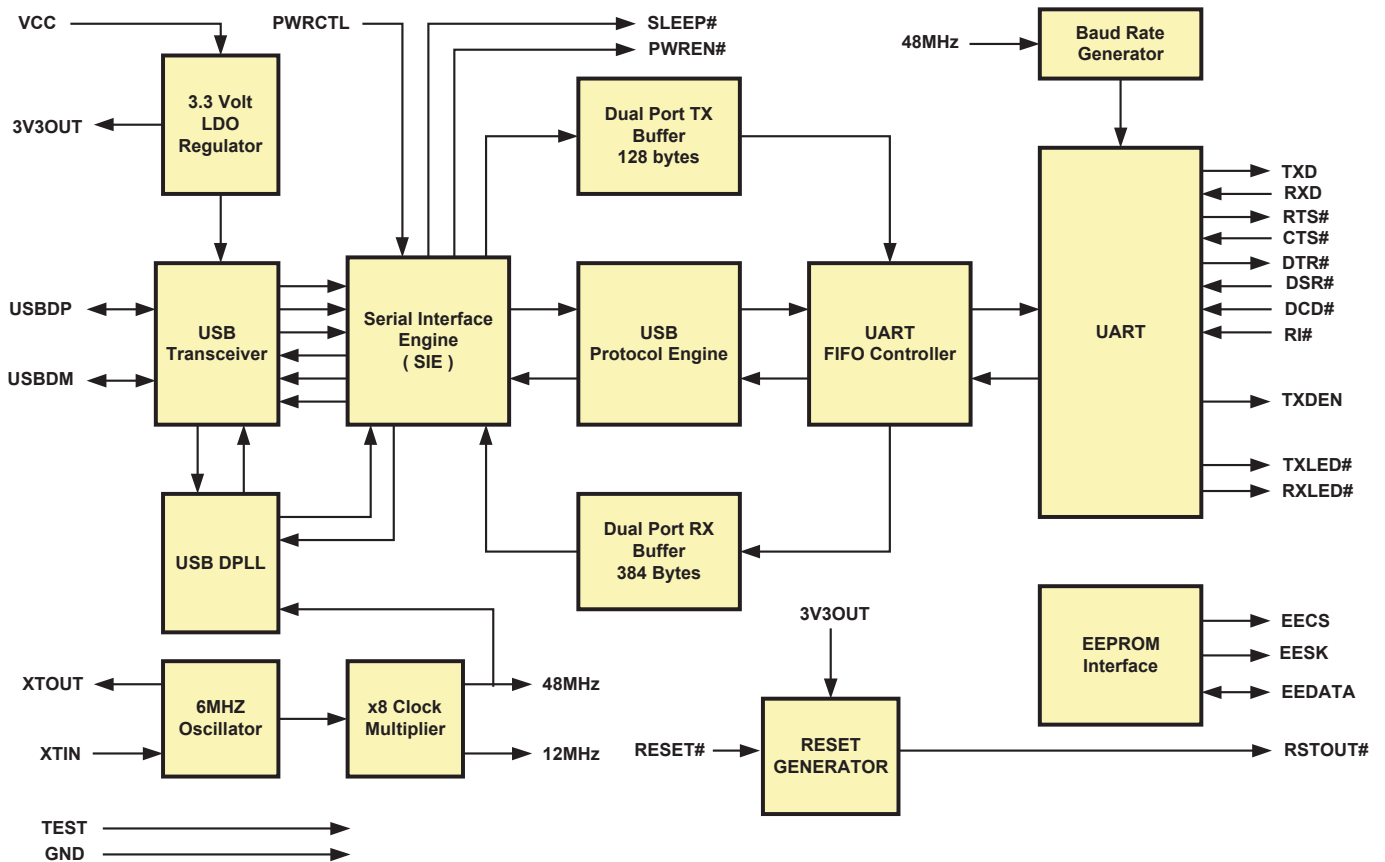 VCC
PWRCTL
SLEEP#
PWREN#
48MHz
Baud Rate
Generator
3.3 Volt
LDO
Regulator
3V3OUT
Dual Port TX
Buffer
128 bytes
TXD
RXD
RTS#
CTS#
DTR#
DSR#
DCD#
RI#
TXDEN
TXLED#
RXLED#
USBDP
USBDM
USB
Transceiver
Serial Interface
Engine
( SIE )
USB
Protocol Engine
UART
FIFO Controller
UART
USB DPLL
Dual Port RX
Buffer
384 Bytes
3V3OUT
EEPROM
Interface
EECS
EESK
EEDATA
XTOUT
XTIN
6MHZ
Oscillator
x8 Clock
Multiplier
48MHz
12MHz
RESET#
RESET
GENERATOR
RSTOUT#
TEST
GND